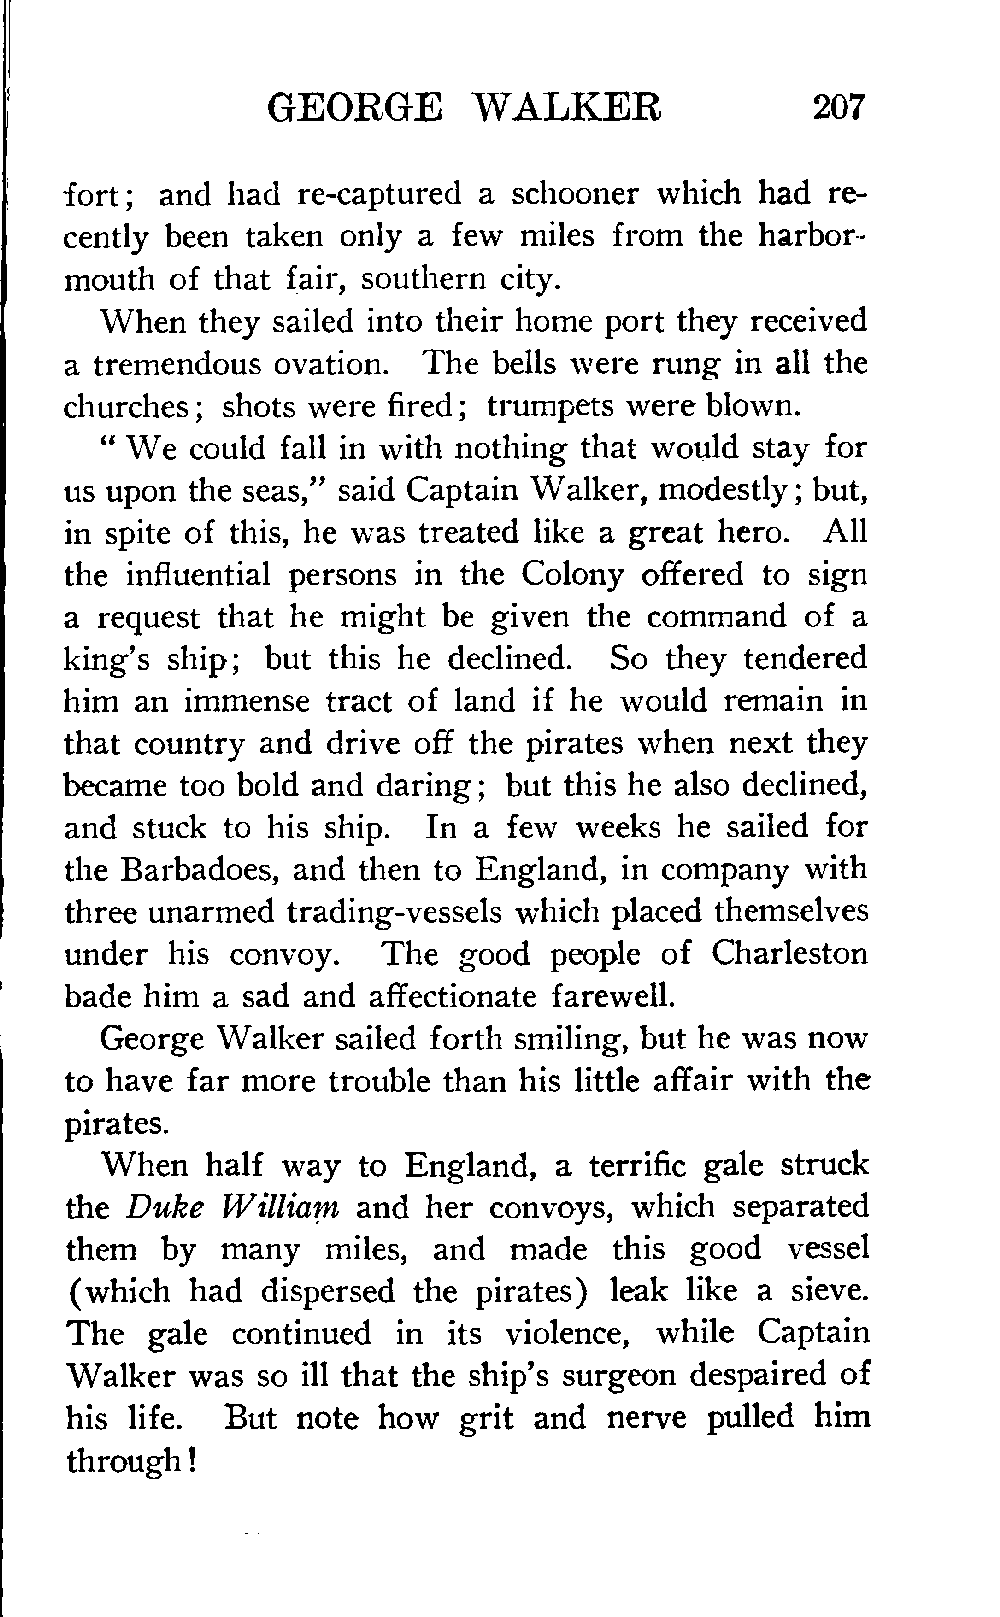 GEORGE WALKER 207
fort; and had re-captured a schooner which had re-
cently been taken only a few miles from the harbor-
mouth of that fair, southern city.
When they sailed into their home port they received
a tremendous ovation. The bells were rung in all the
churches; shots were fired; trumpets were blown.
“ We could fall in with nothing that would stay for
us upon the seas,” said Captain Walker, modestly; but,
in spite of this, he was treated like a great hero. All
the influential persons in the Colony offered to sign
a request that he might be given the command of a
king’s ship; but this he declined. So they tendered
him an immense tract of land if he would remain in
that country and drive off the pirates when next they
became too bold and daring; but this he also declined,
and stuck to his ship. In a few weeks he sailed for
the Barbadoes, and then to England, in company with
three unarmed trading-vessels which placed themselves
under his convoy. The good people of Charleston
bade him a sad and affectionate farewell.
George Walker sailed forth smiling, but he was now
to have far more trouble than his little affair with the
pirates.
When half way to England, a terrific gale struck
the Duke William and her convoys, which separated
them by many miles, and made this good vessel
(which had dispersed the pirates) leak like a sieve.
The gale continued in its violence, while Captain
Walker was so ill that the ship’s surgeon despaired of
his life. But note how grit and nerve pulled him
through!